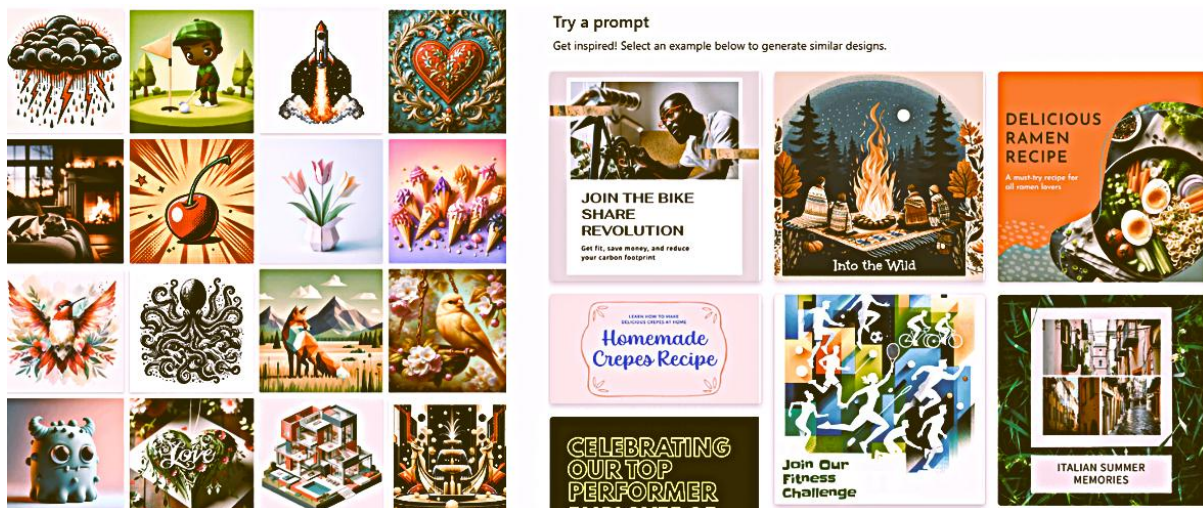 Try a prompt
Get inspired! Select an example below to generate similar designs.
JOIN THE BIKE
SHARE
REVOLUTION
Get fit, save money, and reduce
your carbon footprint
Into the Wild
DELICIOUS
RAMEN
RECIPE
A must-try recipe for
all ramen lovers
LEARN HOW TO MAKE
DELICIOUS CREPES AT HOME
Homemade
Crepes Recipe
Join Our
Fitness
Challenge
ITALIAN SUMMER
MEMORIES
CELEBRATING
OUR TOP
PERFORMER
Love